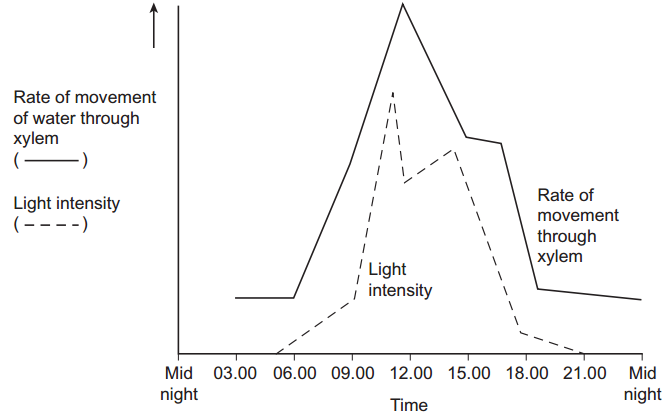 Rate of movement
of water through
xylem
( ——— )
Light intensity
( – – – – )
Light
intensity
Rate of
movement
through
xylem
Mid
night
03.00
06.00
09.00
12.00
15.00
18.00
21.00
Mid
night
Time